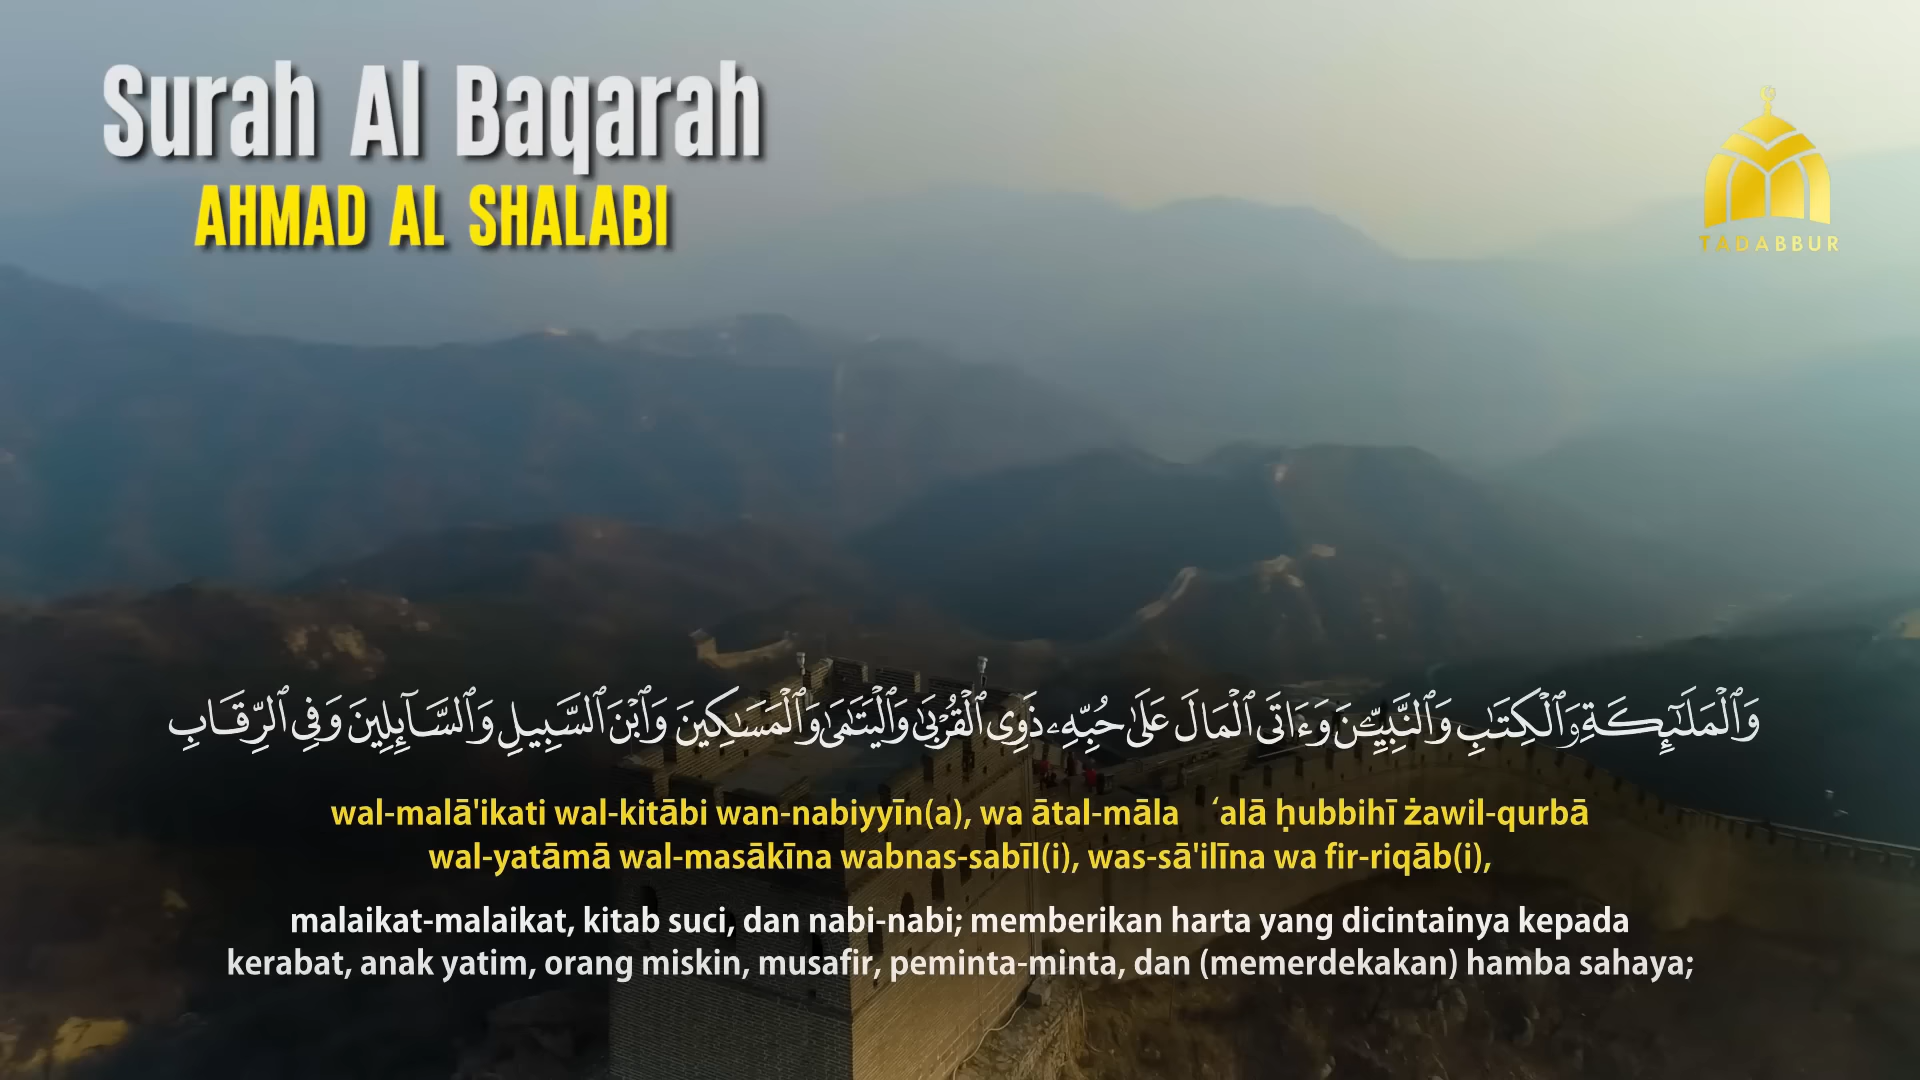 Surah Al Baqarah
AHMAD AL SHALABI
TADABBUR
وَٱلْمَلَـٰٓئِكَةِ وَٱلْكِتَـٰبِ وَٱلنَّبِيِّـۧنَ وَءَاتَى ٱلْمَالَ عَلَىٰ حُبِّهِۦ ذَوِى ٱلْقُرْبَىٰ وَٱلْيَتَـٰمَىٰ وَٱلْمَسَـٰكِينَ وَٱبْنَ ٱلسَّبِيلِ وَٱلسَّآئِلِينَ وَفِى ٱلرِّقَابِ
wal-malā'ikati wal-kitābi wan-nabiyyīn(a), wa ātal-māla ‘alā ḥubbihī żawil-qurbā
wal-yatāmā wal-masākīna wabnas-sabīl(i), was-sā'ilīna wa fir-riqāb(i),
malaikat-malaikat, kitab suci, dan nabi-nabi; memberikan harta yang dicintainya kepada
kerabat, anak yatim, orang miskin, musafir, peminta-minta, dan (memerdekakan) hamba sahaya;